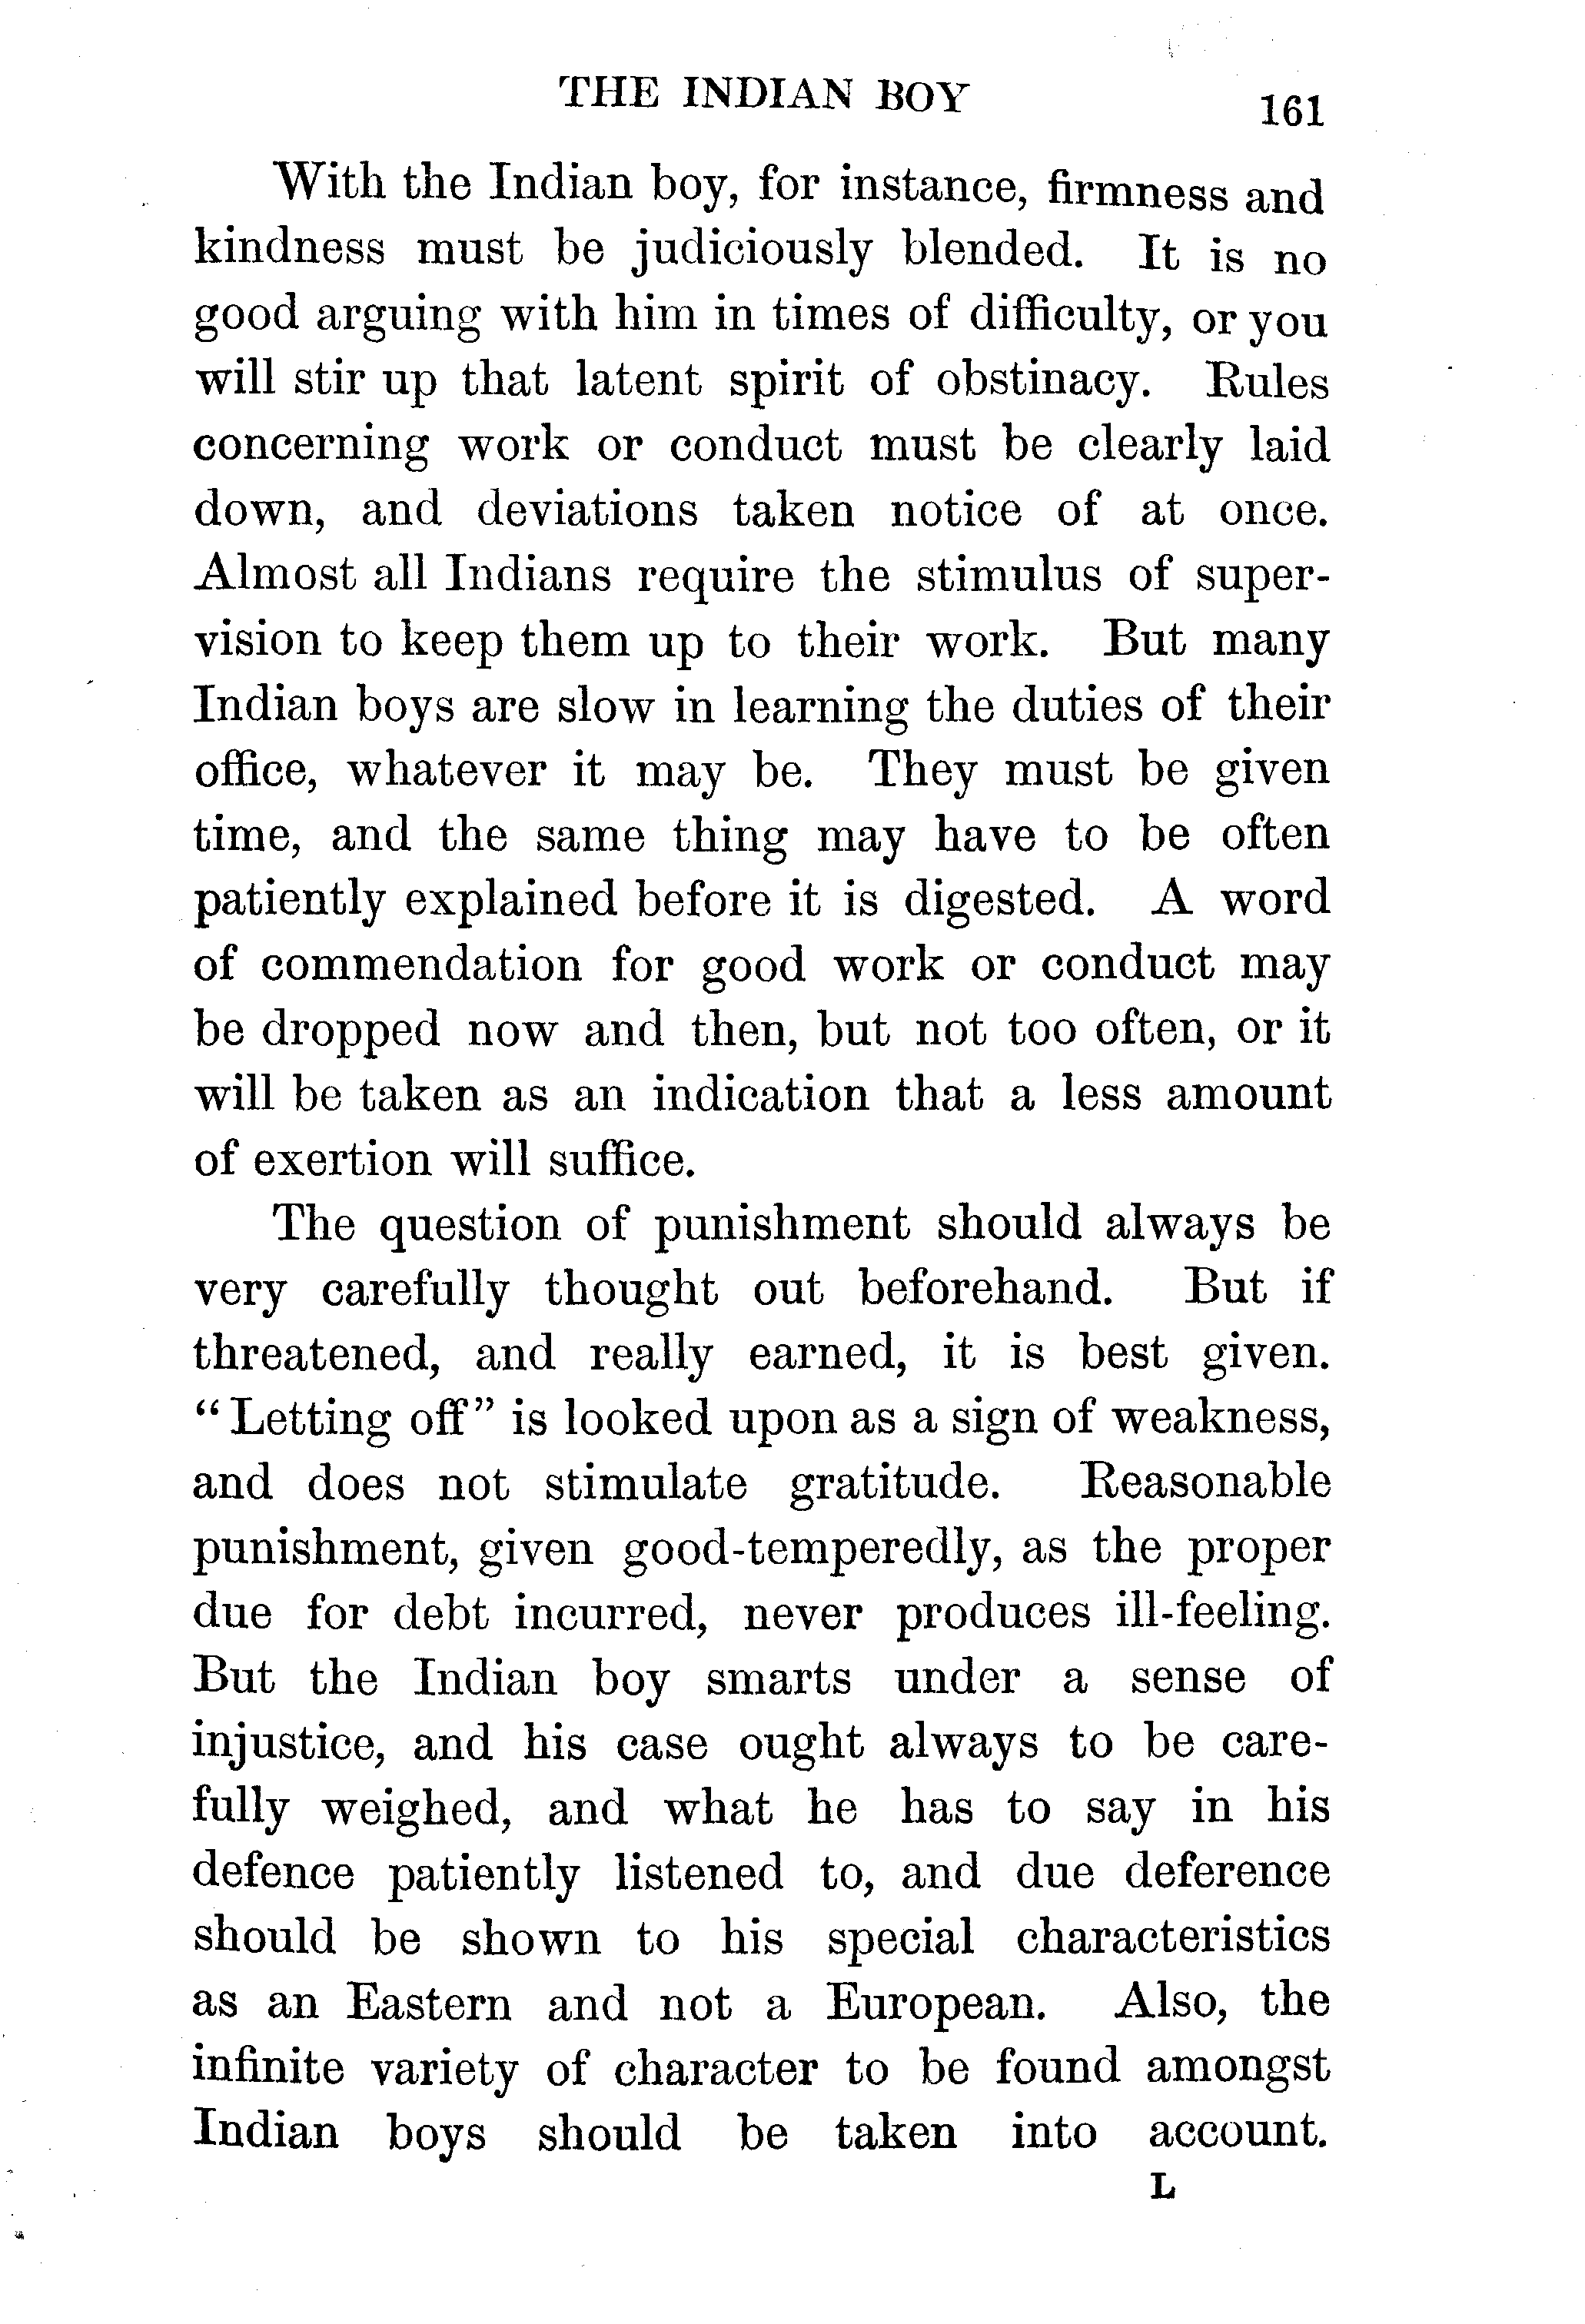 THE INDIAN BOY 161
With the Indian boy, for instance, firmness and
kindness must be judiciously blended. It is no
good arguing with him in times of difficulty, or you
will stir up that latent spirit of obstinacy. Rules
concerning work or conduct must be clearly laid
down, and deviations taken notice of at once.
Almost all Indians require the stimulus of super-
vision to keep them up to their work. But many
Indian boys are slow in learning the duties of their
office, whatever it may be. They must be given
time, and the same thing may have to be often
patiently explained before it is digested. A word
of commendation for good work or conduct may
be dropped now and then, but not too often, or it
will be taken as an indication that a less amount
of exertion will suffice.
The question of punishment should always be
very carefully thought out beforehand. But if
threatened, and really earned, it is best given.
“Letting off” is looked upon as a sign of weakness,
and does not stimulate gratitude. Reasonable
punishment, given good-temperedly, as the proper
due for debt incurred, never produces ill-feeling.
But the Indian boy smarts under a sense of
injustice, and his case ought always to be care-
fully weighed, and what he has to say in his
defence patiently listened to, and due deference
should be shown to his special characteristics
as an Eastern and not a European. Also, the
infinite variety of character to be found amongst
Indian boys should be taken into account.
L